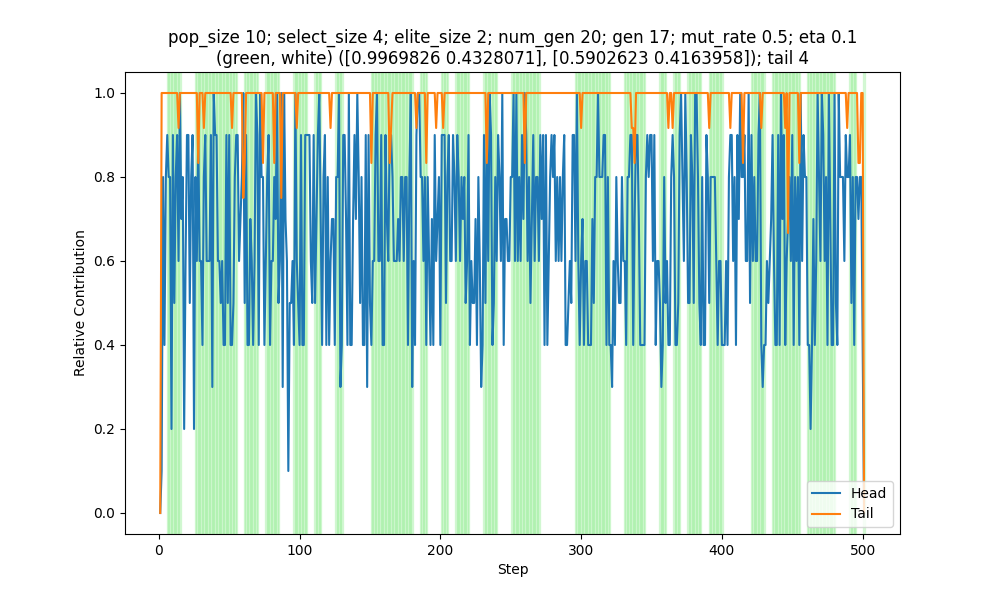 pop_size 10; select_size 4; elite_size 2; num_gen 20; gen 17; mut_rate 0.5; eta 0.1
(green, white) ([0.9969826 0.4328071], [0.5902623 0.4163958]); tail 4
1.0
0.8
0.6
0.4
0.2
0.0
Relative Contribution
Head
Tail
0
100
200
300
400
500
Step